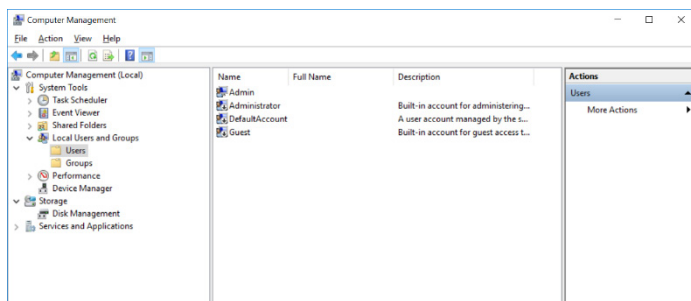 Computer Management
File Action View Help
Computer Management (Local)
System Tools
Task Scheduler
Event Viewer
Shared Folders
Local Users and Groups
Users
Groups
Performance
Device Manager
Storage
Disk Management
Services and Applications
Name Full Name Description
Admin
Administrator Built-in account for administering...
DefaultAccount A user account managed by the s...
Guest Built-in account for guest access t...
Actions
Users
More Actions